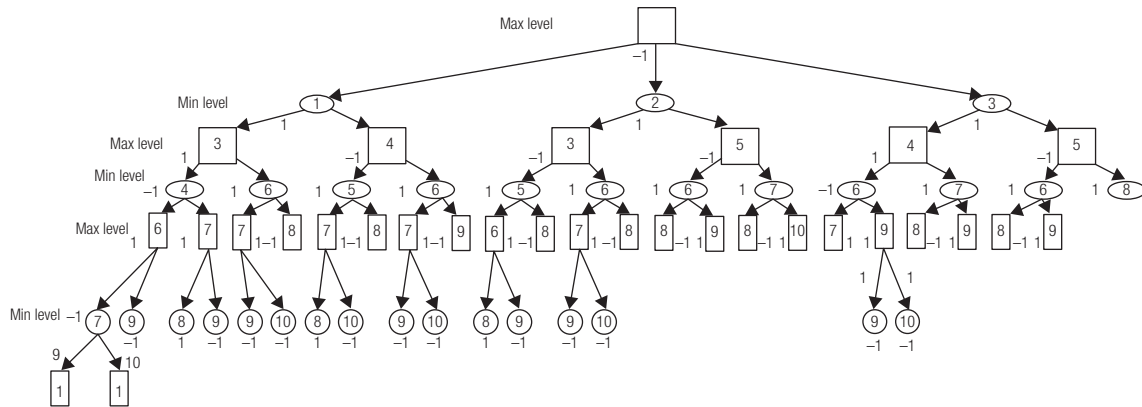 Max level
–1
Min level 1 2 3
1 1 1
Max level 3 4 3 5 4 5
1 –1 –1 –1 1 –1
Min level 4 6 5 6 5 6 6 7 6 7 6 8
–1 1 1 1 1 1 1 1 –1 1 1 1
Max level 6 7 7 8 7 8 7 9 6 8 7 8 8 9 8 10 7 9 8 9 8 9
1 1 1–1 1–1 1–1 1–1 1–1 –1 1 –1 1 1 1 –1 1 –1 1
1 1
Min level –1 7 9 8 9 9 10 8 10 9 10 8 9 9 10 9 10
–1 1 –1 –1 –1 1 –1 –1 –1 1 –1 –1 –1 –1 –1
9 10
1 1